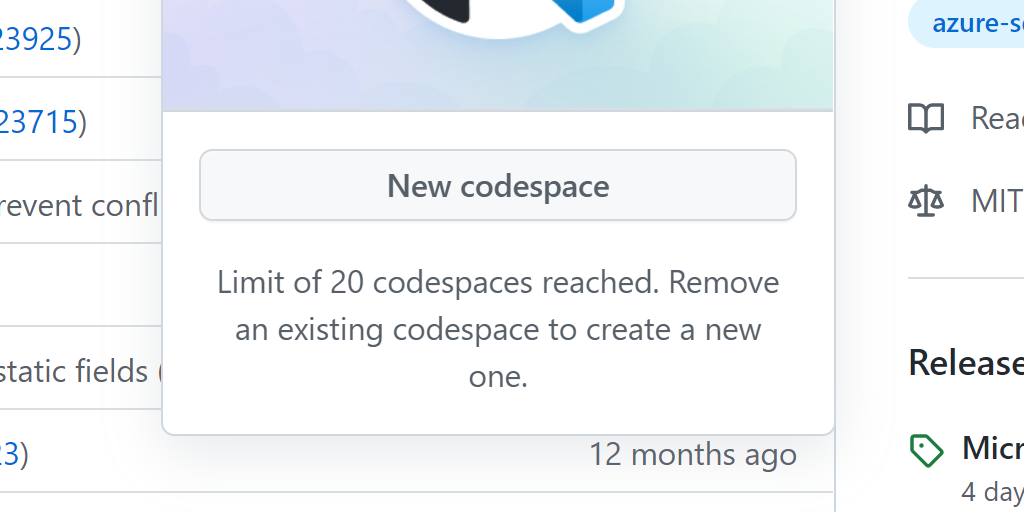 23925)
azure-s
23715)
Read
New codespace
MIT
revent confl
Limit of 20 codespaces reached. Remove
an existing codespace to create a new
one.
Release
static fields (
23)
12 months ago
Micr
4 day